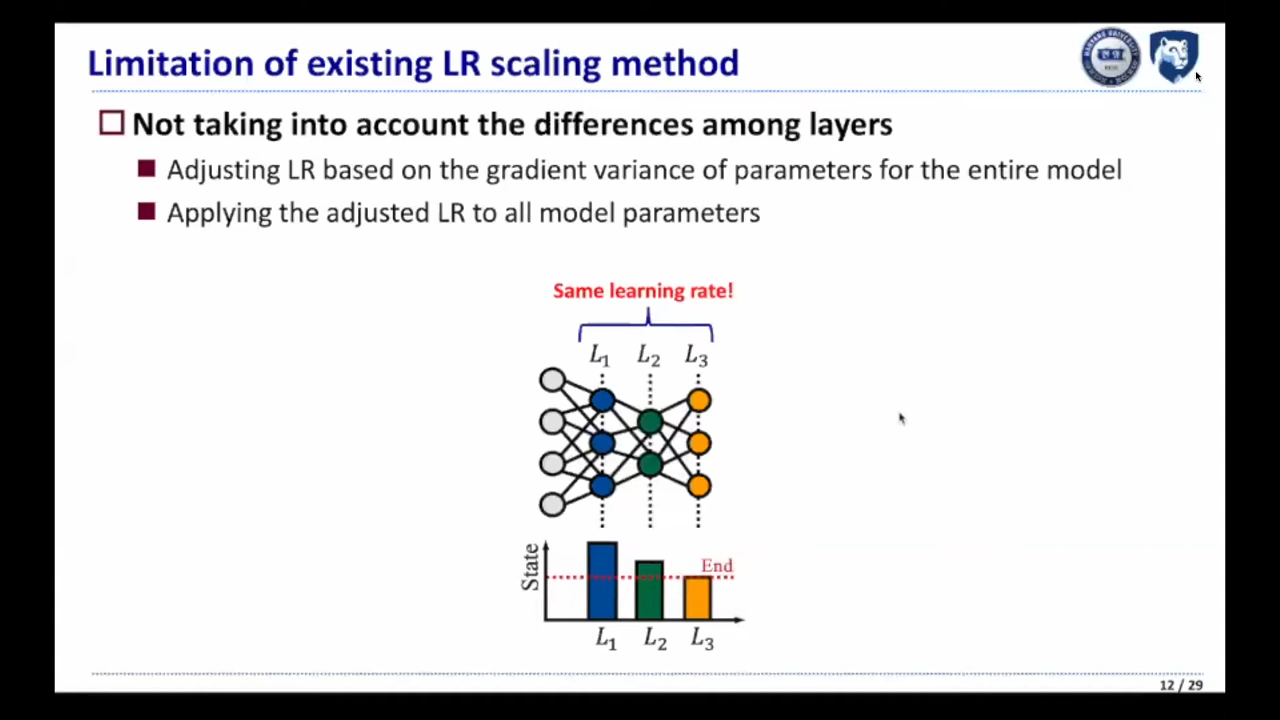 Limitation of existing LR scaling method
Not taking into account the differences among layers
Adjusting LR based on the gradient variance of parameters for the entire model
Applying the adjusted LR to all model parameters
Same learning rate!
L1 L2 L3
State
End
L1 L2 L3
12 / 29